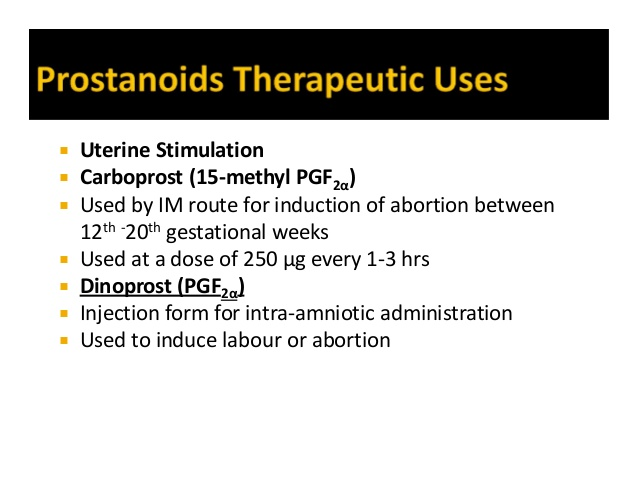 Prostanoids Therapeutic Uses
▪ Uterine Stimulation
▪ Carboprost (15-methyl PGF₂α)
▪ Used by IM route for induction of abortion between
12th -20th gestational weeks
▪ Used at a dose of 250 µg every 1-3 hrs
▪ Dinoprost (PGF₂α)
▪ Injection form for intra-amniotic administration
▪ Used to induce labour or abortion